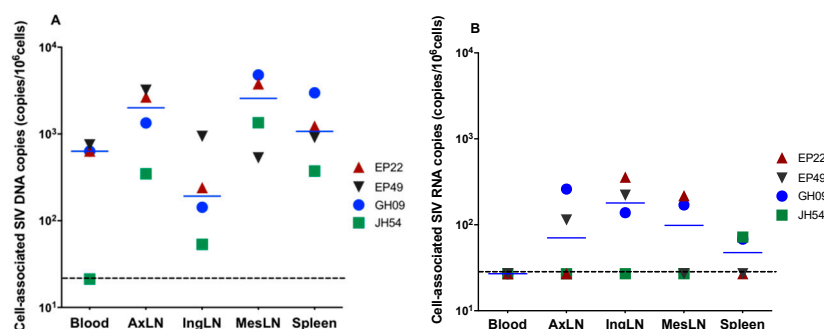 A
Cell-associated SIV DNA copies (copies/10⁶cells)
10⁴
10³
10²
10¹
Blood AxLN IngLN MesLN Spleen
EP22
EP49
GH09
JH54
B
Cell-associated SIV RNA copies (copies/10⁶cells)
10⁴
10³
10²
10¹
Blood AxLN IngLN MesLN Spleen
EP22
EP49
GH09
JH54